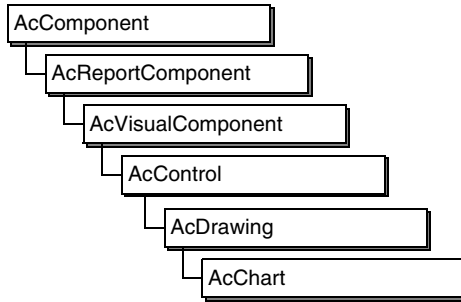 AcComponent
AcReportComponent
AcVisualComponent
AcControl
AcDrawing
AcChart